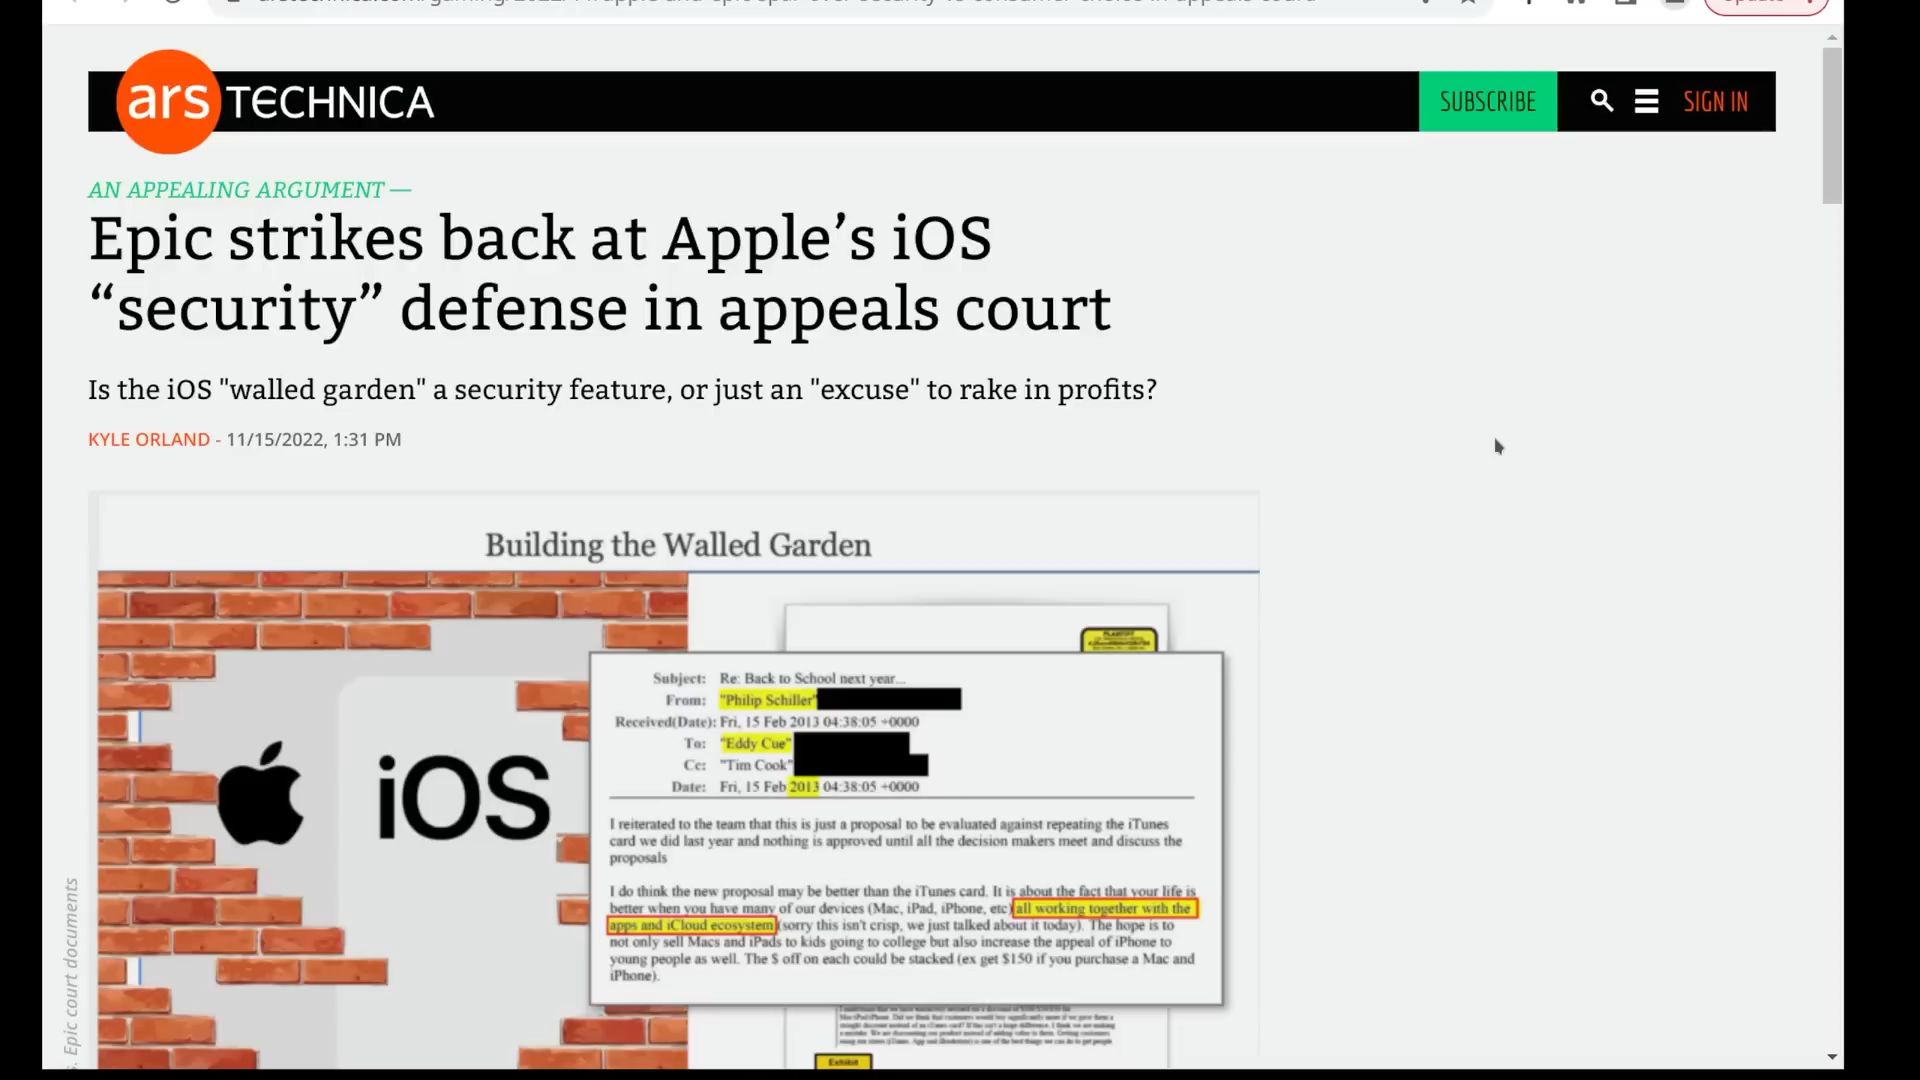 ars TECHNICA
SUBSCRIBE
SIGN IN
AN APPEALING ARGUMENT —
Epic strikes back at Apple’s iOS
“security” defense in appeals court
Is the iOS "walled garden" a security feature, or just an "excuse" to rake in profits?
KYLE ORLAND - 11/15/2022, 1:31 PM
Building the Walled Garden
iOS
Subject: Re: Back to School next year...
From: "Philip Schiller"
Received(Date): Fri, 15 Feb 2013 04:38:05 +0000
To: "Eddy Cue"
Cc: "Tim Cook"
Date: Fri, 15 Feb 2013 04:38:05 +0000
I reiterated to the team that this is just a proposal to be evaluated against repeating the iTunes
card we did last year and nothing is approved until all the decision makers meet and discuss the
proposals
I do think the new proposal may be better than the iTunes card. It is about the fact that your life is
better when you have many of our devices (Mac, iPad, iPhone, etc) all working together with the
apps and iCloud ecosystem (sorry this isn't crisp, we just talked about it today). The hope is to
not only sell Macs and iPads to kids going to college but also increase the appeal of iPhone to
young people as well. The $ off on each could be stacked (ex get $150 if you purchase a Mac and
iPhone).
Exhibit
Epic court documents